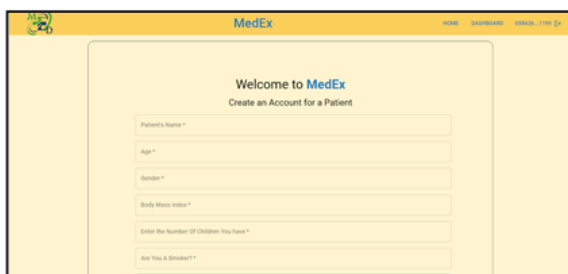 MedEx
HOME DASHBOARD
Welcome to MedEx
Create an Account for a Patient
Patient's Name *
Age *
Gender *
Body Mass Index *
Enter the Number Of Children You have *
Are You A Smoker? *